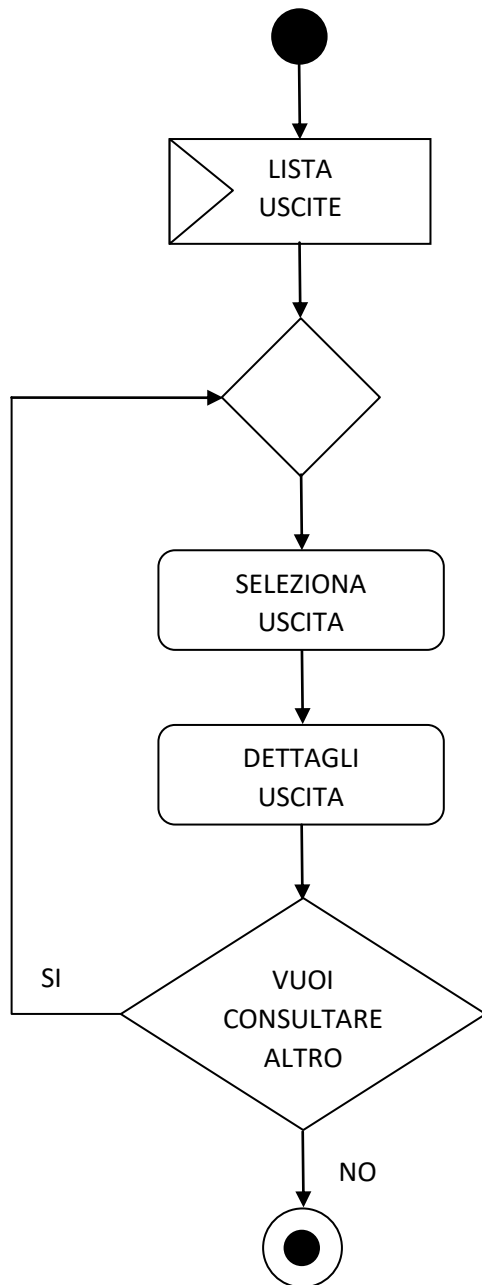 LISTA
USCITE
SELEZIONA
USCITA
DETTAGLI
USCITA
SI
VUOI
CONSULTARE
ALTRO
NO